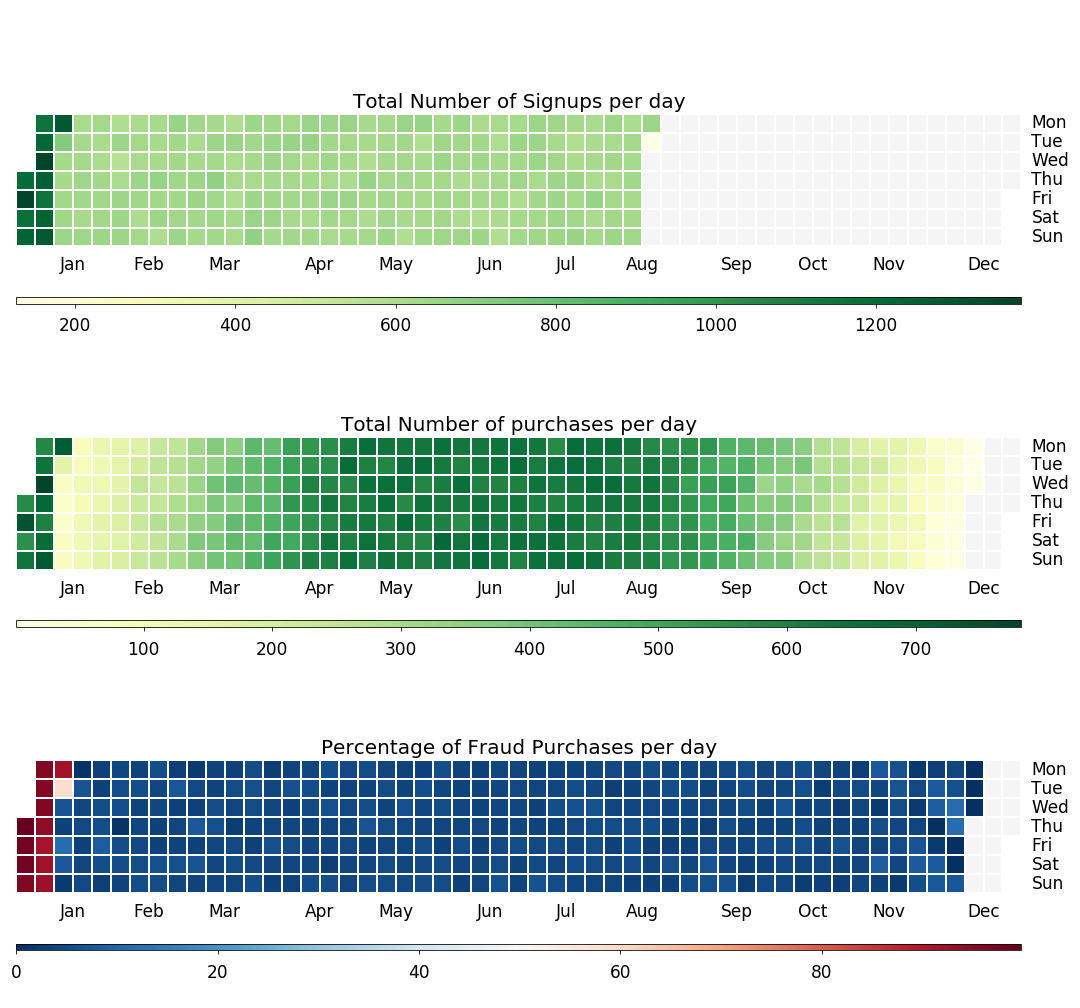 Total Number of Signups per day
Mon
Tue
Wed
Thu
Fri
Sat
Sun
Jan Feb Mar Apr May Jun Jul Aug Sep Oct Nov Dec
200 400 600 800 1000 1200
Total Number of purchases per day
Mon
Tue
Wed
Thu
Fri
Sat
Sun
Jan Feb Mar Apr May Jun Jul Aug Sep Oct Nov Dec
100 200 300 400 500 600 700
Percentage of Fraud Purchases per day
Mon
Tue
Wed
Thu
Fri
Sat
Sun
Jan Feb Mar Apr May Jun Jul Aug Sep Oct Nov Dec
0 20 40 60 80